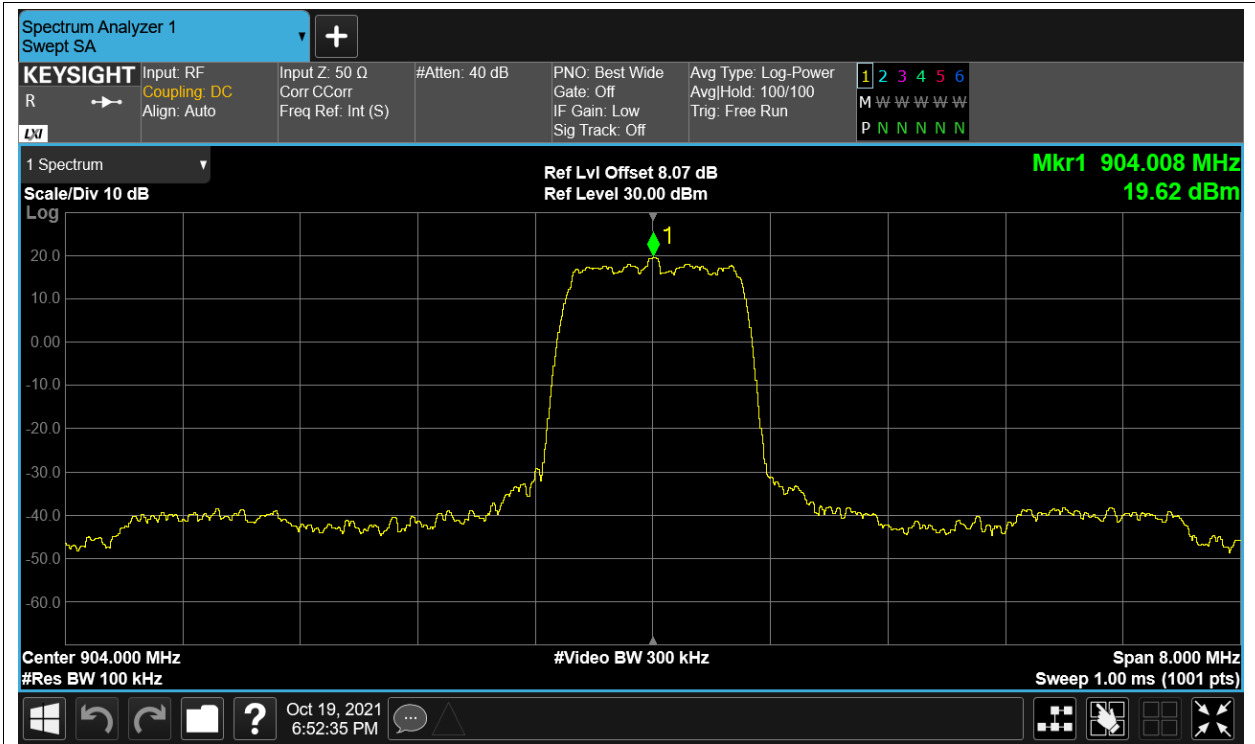 Spectrum Analyzer 1
Swept SA
KEYSIGHT
R
LXI
Input: RF
Coupling: DC
Align: Auto
Input Z: 50 Ω
Corr CCorr
Freq Ref: Int (S)
#Atten: 40 dB
PNO: Best Wide
Gate: Off
IF Gain: Low
Sig Track: Off
Avg Type: Log-Power
Avg|Hold: 100/100
Trig: Free Run
1 2 3 4 5 6
M W W W W W
P N N N N N
1 Spectrum
Scale/Div 10 dB
Log
Ref Lvl Offset 8.07 dB
Ref Level 30.00 dBm
Mkr1 904.008 MHz
19.62 dBm
1
20.0
10.0
0.00
-10.0
-20.0
-30.0
-40.0
-50.0
-60.0
Center 904.000 MHz
#Res BW 100 kHz
#Video BW 300 kHz
Span 8.000 MHz
Sweep 1.00 ms (1001 pts)
?
Oct 19, 2021
6:52:35 PM